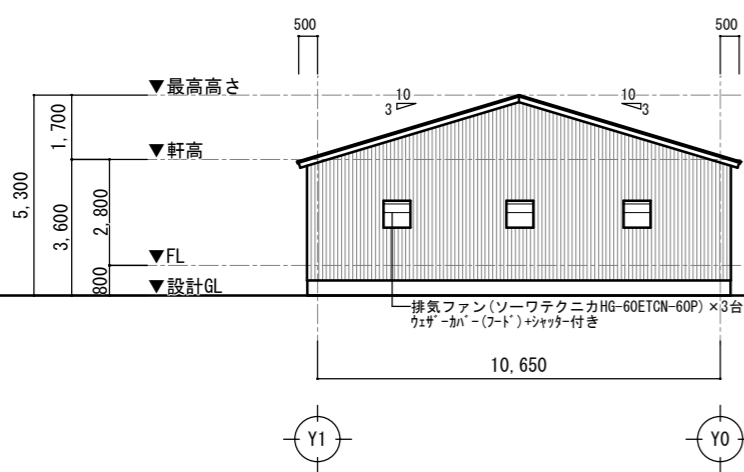 500
500
▼最高高さ
10
3
10
3
1,700
▼軒高
5,300
3,600
2,800
▼FL
800
▼設計GL
排気ファン(ソーワテクニカHG-60ETCN-60P)×3台
ウェザーカバー(フード)+シャッター付き
10,650
Y1
Y0